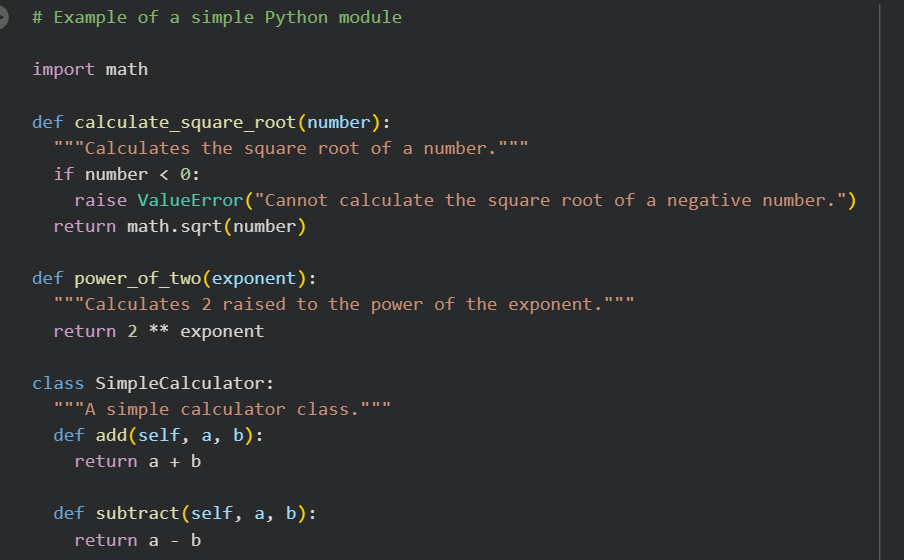 # Example of a simple Python module

import math

def calculate_square_root(number):
  """Calculates the square root of a number."""
  if number < 0:
    raise ValueError("Cannot calculate the square root of a negative number.")
  return math.sqrt(number)

def power_of_two(exponent):
  """Calculates 2 raised to the power of the exponent."""
  return 2 ** exponent

class SimpleCalculator:
  """A simple calculator class."""
  def add(self, a, b):
    return a + b

  def subtract(self, a, b):
    return a - b